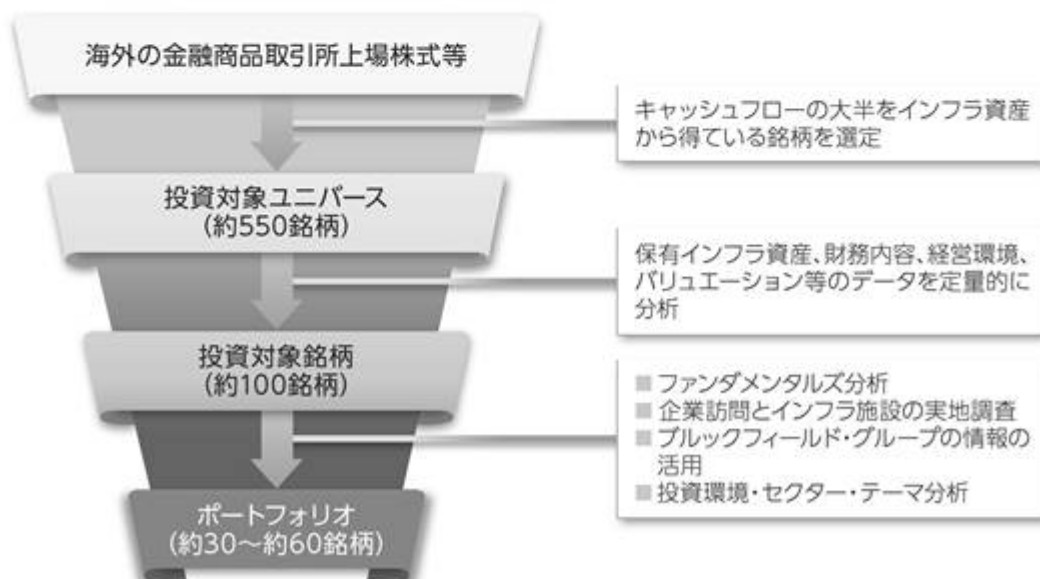 海外の金融商品取引所上場株式等
キャッシュフローの大半をインフラ資産
から得ている銘柄を選定
投資対象ユニバース
(約550銘柄)
保有インフラ資産、財務内容、経営環境、
バリュエーション等のデータを定量的に
分析
投資対象銘柄
(約100銘柄)
■ファンダメンタルズ分析
■企業訪問とインフラ施設の実地調査
■ブルックフィールド・グループの情報の
活用
■投資環境・セクター・テーマ分析
ポートフォリオ
(約30～約60銘柄)